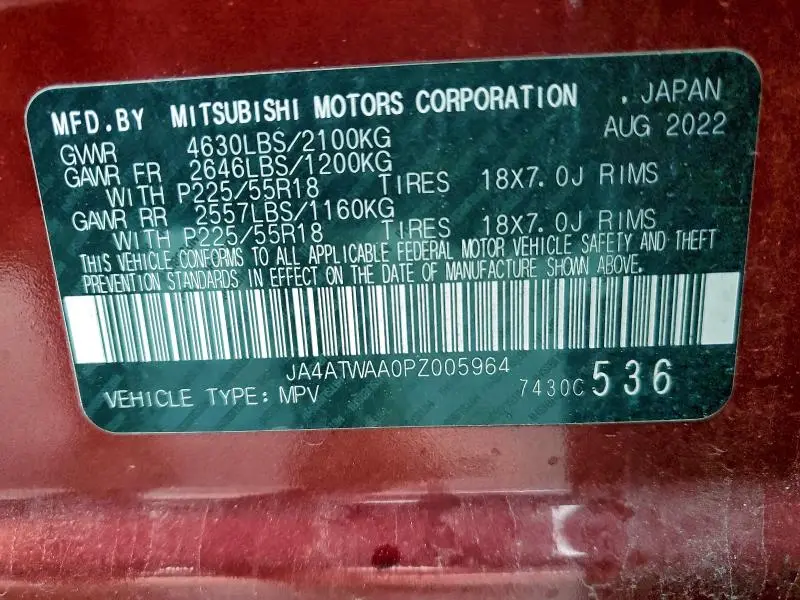 MFD.BY MITSUBISHI MOTORS CORPORATION . JAPAN
AUG 2022
GVWR 4630LBS/2100KG
GAWR FR 2646LBS/1200KG
WITH P225/55R18 TIRES 18X7.0J RIMS
GAWR RR 2557LBS/1160KG
WITH P225/55R18 TIRES 18X7.0J RIMS
THIS VEHICLE CONFORMS TO ALL APPLICABLE FEDERAL MOTOR VEHICLE SAFETY AND THEFT
PREVENTION STANDARDS IN EFFECT ON THE DATE OF MANUFACTURE SHOWN ABOVE.
JA4ATWAA0PZ005964
VEHICLE TYPE: MPV 7430C 536